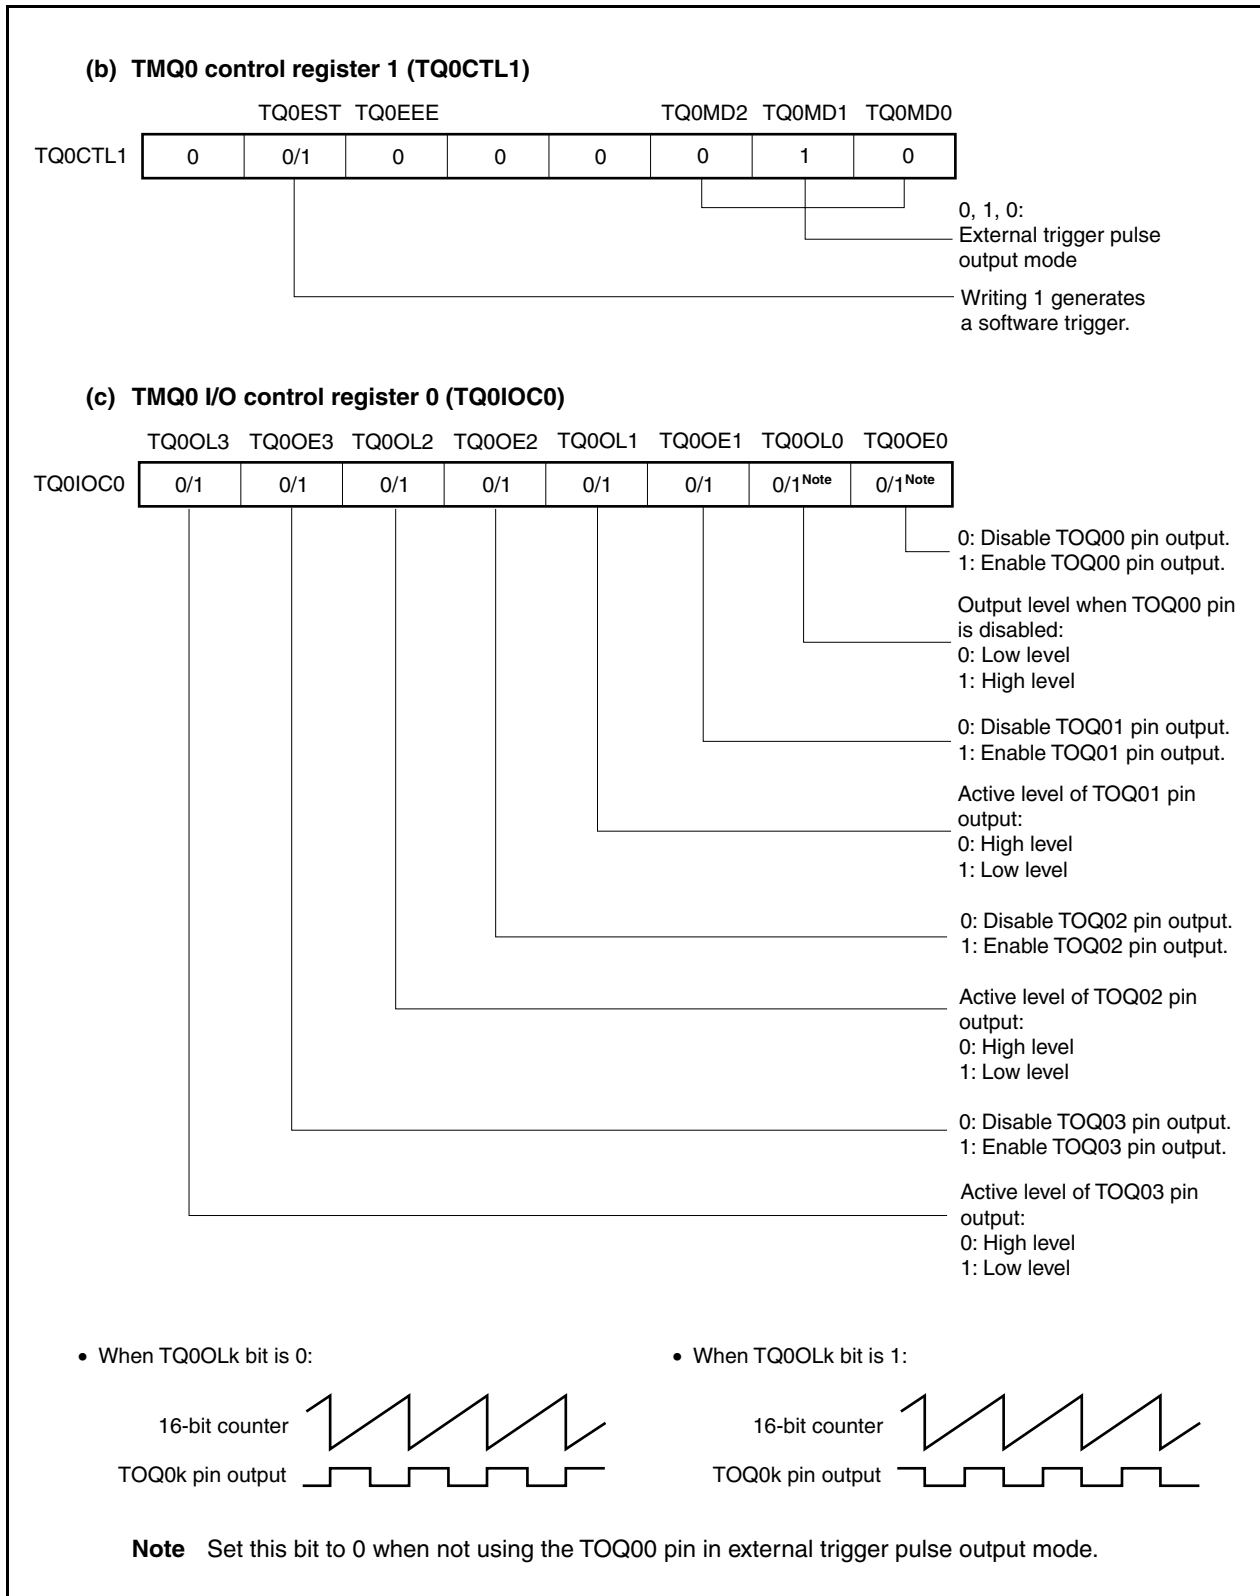 (b) TMQ0 control register 1 (TQ0CTL1)
TQ0EST TQ0EEE TQ0MD2 TQ0MD1 TQ0MD0
TQ0CTL1 0 0/1 0 0 0 0 1 0
0, 1, 0:
External trigger pulse
output mode
Writing 1 generates
a software trigger.
(c) TMQ0 I/O control register 0 (TQ0IOC0)
TQ0OL3 TQ0OE3 TQ0OL2 TQ0OE2 TQ0OL1 TQ0OE1 TQ0OL0 TQ0OE0
TQ0IOC0 0/1 0/1 0/1 0/1 0/1 0/1 0/1Note 0/1Note
0: Disable TOQ00 pin output.
1: Enable TOQ00 pin output.
Output level when TOQ00 pin
is disabled:
0: Low level
1: High level
0: Disable TOQ01 pin output.
1: Enable TOQ01 pin output.
Active level of TOQ01 pin
output:
0: High level
1: Low level
0: Disable TOQ02 pin output.
1: Enable TOQ02 pin output.
Active level of TOQ02 pin
output:
0: High level
1: Low level
0: Disable TOQ03 pin output.
1: Enable TOQ03 pin output.
Active level of TOQ03 pin
output:
0: High level
1: Low level
• When TQ0OLk bit is 0:
16-bit counter
TOQ0k pin output
• When TQ0OLk bit is 1:
16-bit counter
TOQ0k pin output
Note Set this bit to 0 when not using the TOQ00 pin in external trigger pulse output mode.